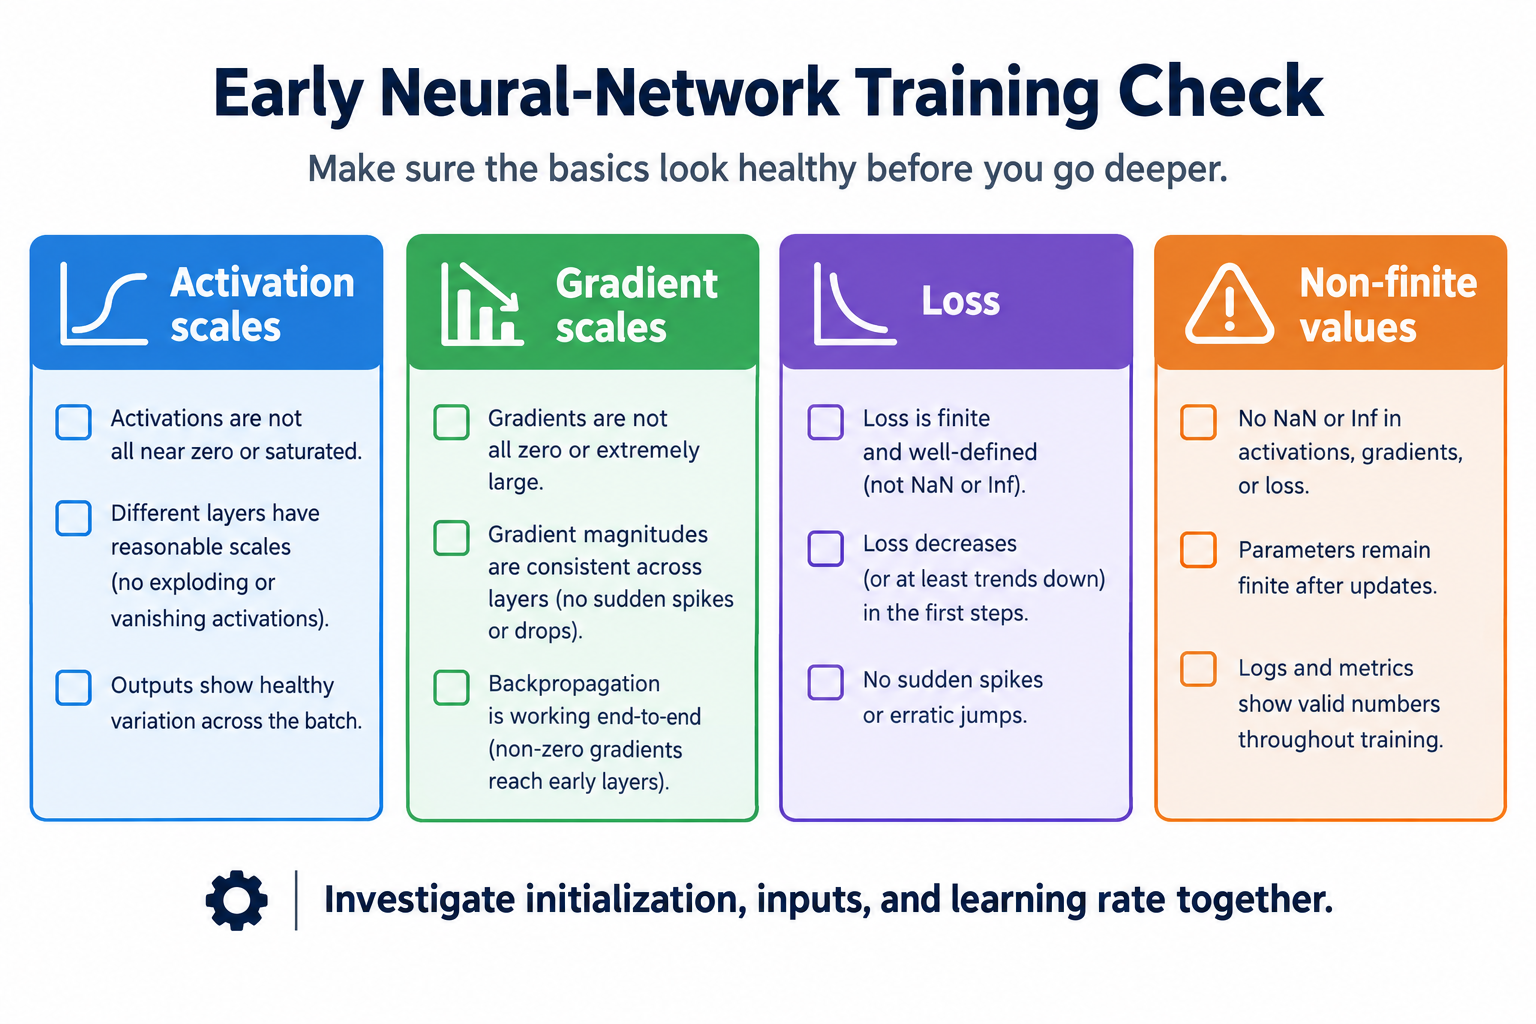 Early Neural-Network Training Check
Make sure the basics look healthy before you go deeper.
Activation
scales
Activations are not
all near zero or saturated.
Different layers have
reasonable scales
(no exploding or
vanishing activations).
Outputs show healthy
variation across the batch.
Gradient
scales
Gradients are not
all zero or extremely
large.
Gradient magnitudes
are consistent across
layers (no sudden spikes
or drops).
Backpropagation
is working end-to-end
(non-zero gradients
reach early layers).
Loss
Loss is finite
and well-defined
(not NaN or Inf).
Loss decreases
(or at least trends down)
in the first steps.
No sudden spikes
or erratic jumps.
Non-finite
values
No NaN or Inf in
activations, gradients,
or loss.
Parameters remain
finite after updates.
Logs and metrics
show valid numbers
throughout training.
Investigate initialization, inputs, and learning rate together.